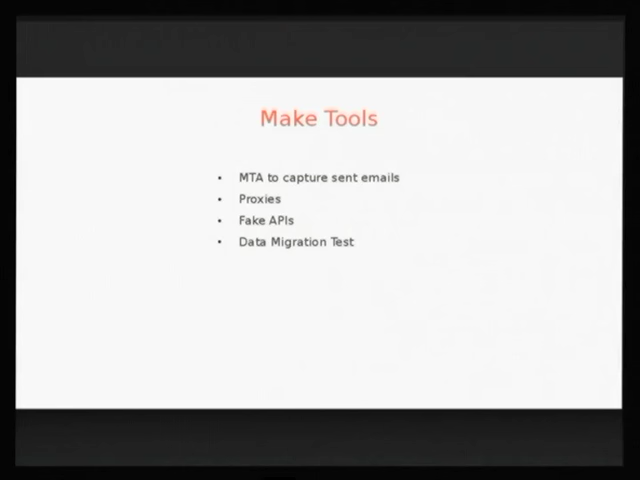 Make Tools
• MTA to capture sent emails
• Proxies
• Fake APIs
• Data Migration Test